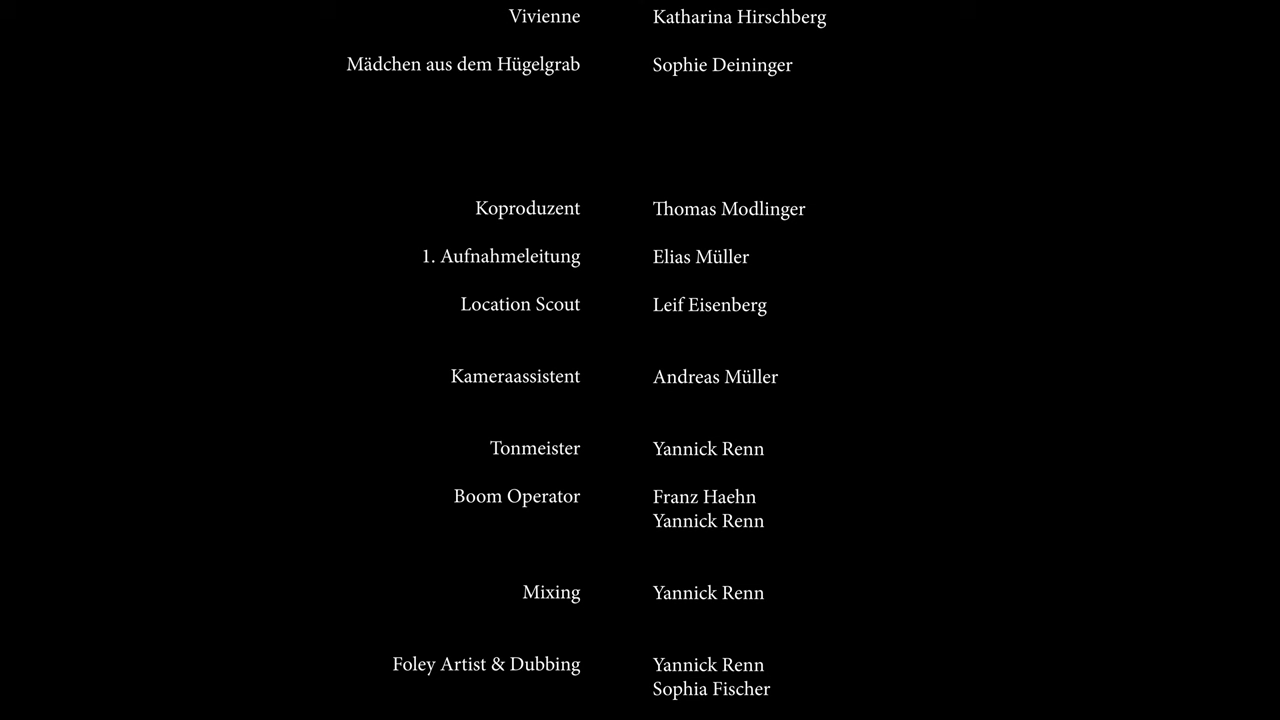 Vivienne Katharina Hirschberg
Mädchen aus dem Hügelgrab Sophie Deininger
Koproduzent Thomas Modlinger
1. Aufnahmeleitung Elias Müller
Location Scout Leif Eisenberg
Kameraassistent Andreas Müller
Tonmeister Yannick Renn
Boom Operator Franz Haehn
Yannick Renn
Mixing Yannick Renn
Foley Artist & Dubbing Yannick Renn
Sophia Fischer